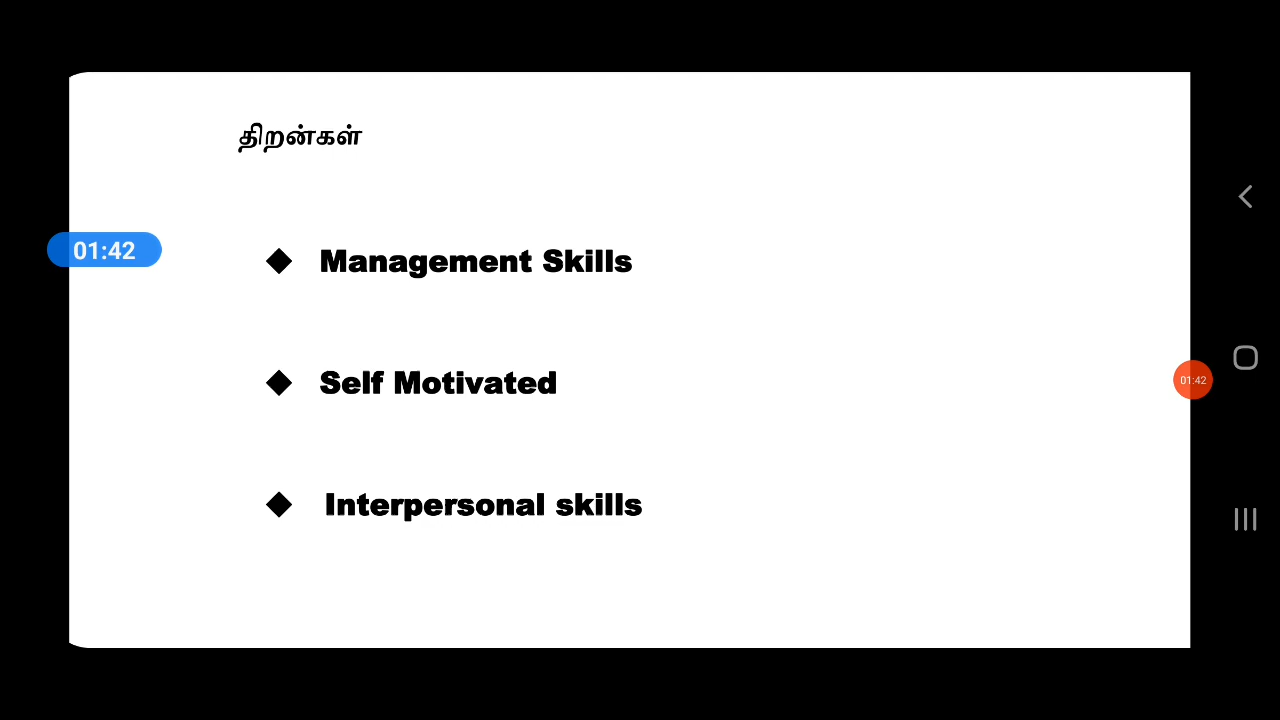 திறன்கள்
01:42
◆ Management Skills
◆ Self Motivated
01:42
◆ Interpersonal skills